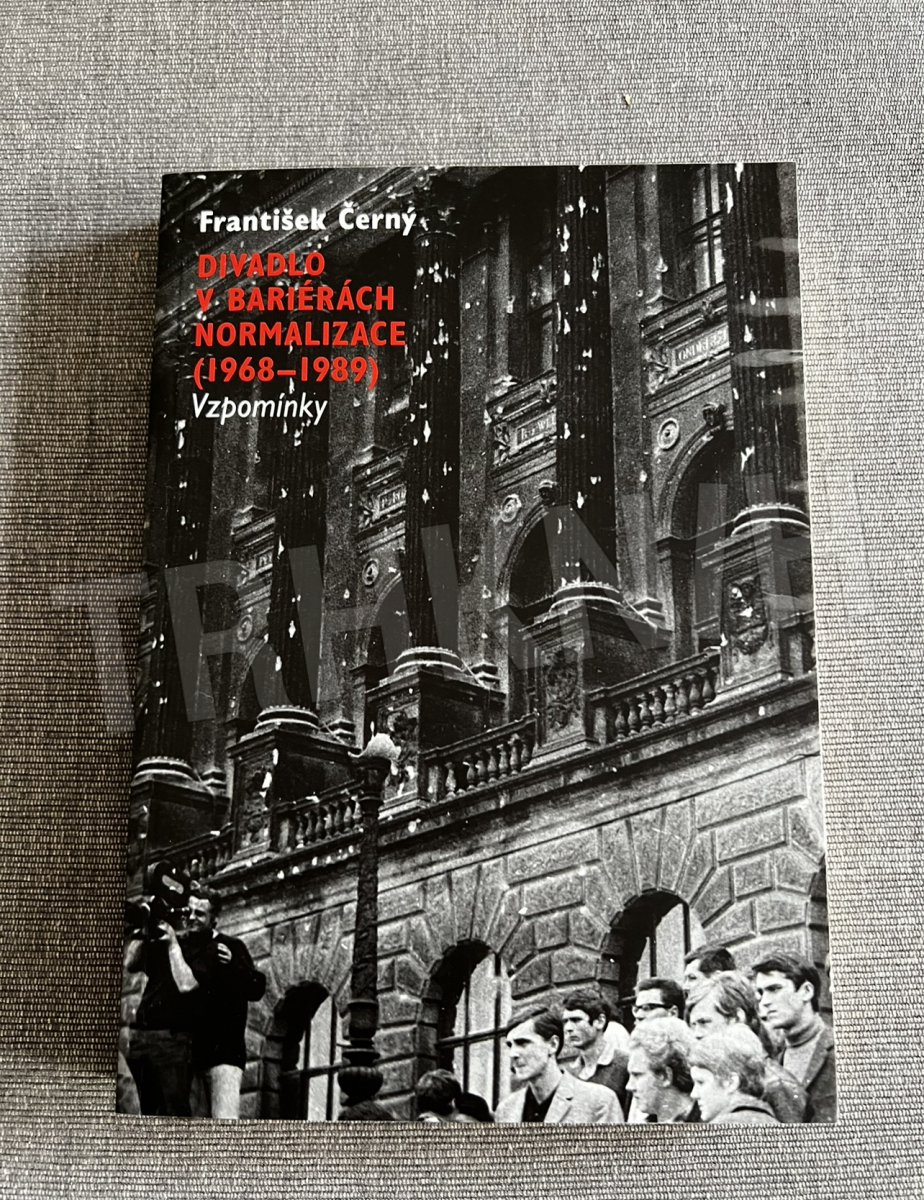 František Černý
DIVADLO
V BARIÉRÁCH
NORMALIZACE
(1968–1989)
Vzpomínky